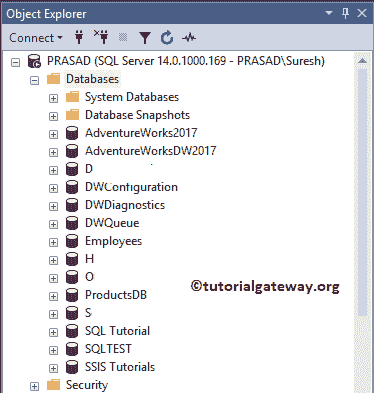 Object Explorer
Connect
PRASAD (SQL Server 14.0.1000.169 - PRASAD\Suresh)
Databases
System Databases
Database Snapshots
AdventureWorks2017
AdventureWorksDW2017
D
DWConfiguration
DWDiagnostics
DWQueue
Employees
H
O
©tutorialgateway.org
ProductsDB
S
SQL Tutorial
SQLTEST
SSIS Tutorials
Security